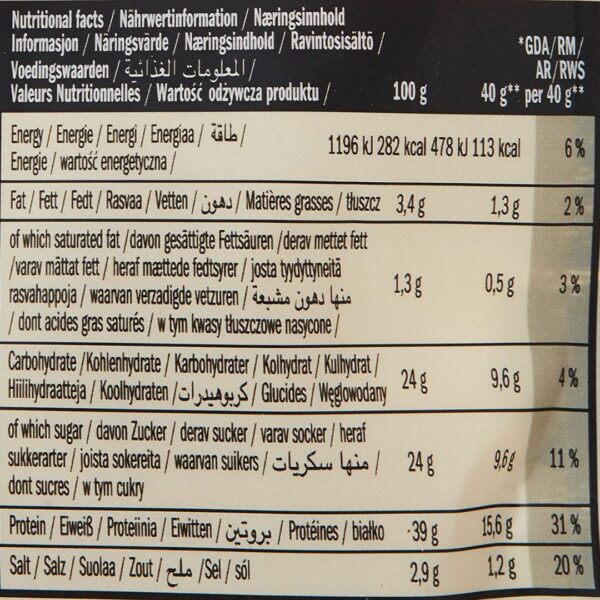 Nutritional facts / Nährwertinformation / Næringsinnhold
Informasjon / Näringsvärde / Næringsindhold / Ravintosisältö /
Voedingswaarden / المعلومات الغذائية /
Valeurs Nutritionnelles / Wartość odżywcza produktu /
100 g
*GDA/RM/
AR/RWS
40 g** per 40 g**
Energy / Energie / Energi / Energiaa / طاقة /
Energie / wartość energetyczna /
1196 kJ 282 kcal 478 kJ 113 kcal 6 %
Fat / Fett / Fedt / Rasvaa / Vetten / دهون / Matières grasses / tłuszcz 3,4 g 1,3 g 2 %
of which saturated fat /davon gesättigte Fettsäuren /derav mettet fett
/varav mättat fett / heraf mættede fedtsyrer / josta tyydyttyneitä
rasvahappoja / waarvan verzadigde vetzuren / منها دهون مشبعة
/ dont acides gras saturés / w tym kwasy tłuszczowe nasycone /
1,3 g 0,5 g 3 %
Carbohydrate /Kohlenhydrate / Karbohydrater / Kolhydrat / Kulhydrat /
Hiilihydraatteja / Koolhydraten /كربوهيدرات / Glucides / Węglowodany
24 g 9,6 g 4 %
of which sugar / davon Zucker / derav sucker / varav socker / heraf
sukkerarter / joista sokereita / waarvan suikers / منها سكريات /
dont sucres / w tym cukry
24 g 9,6 g 11 %
Protein / Eiweiß / Proteiinia / Eiwitten / بروتين / Protéines / białko 39 g 15,6 g 31 %
Salt / Salz / Suolaa / Zout / ملح /Sel / sól 2,9 g 1,2 g 20 %